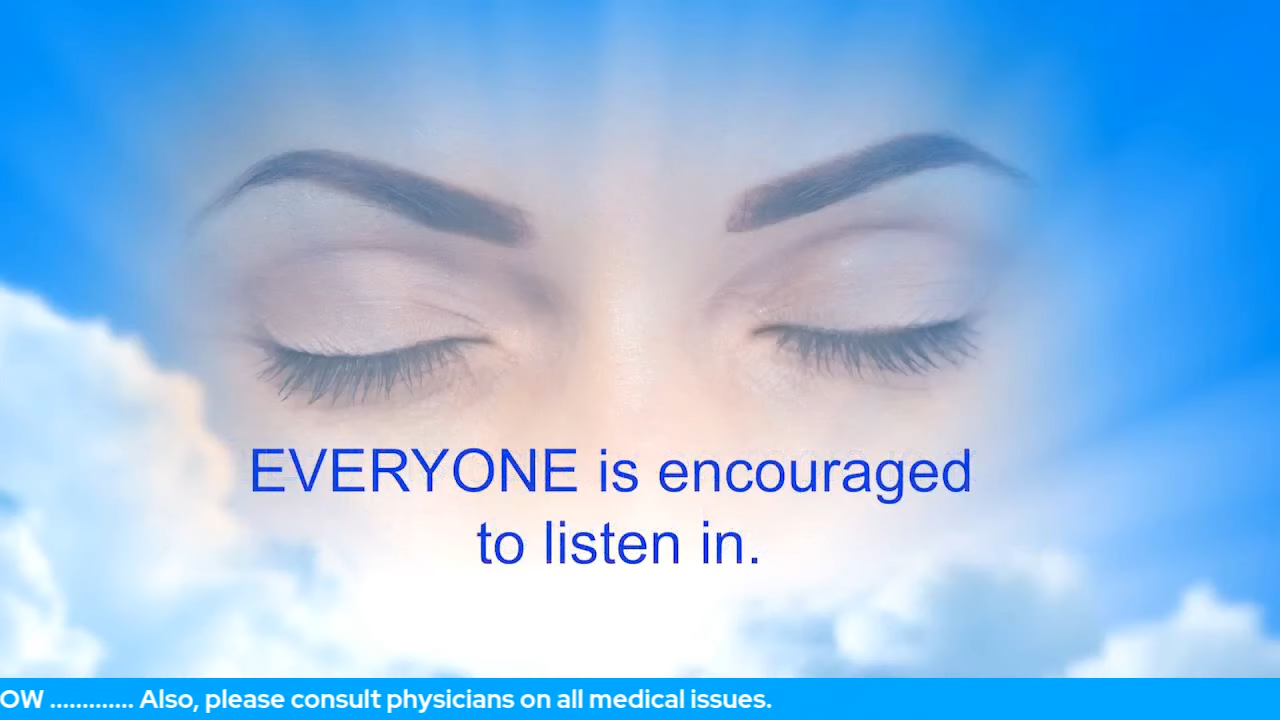 EVERYONE is encouraged
to listen in.
OW ............. Also, please consult physicians on all medical issues.